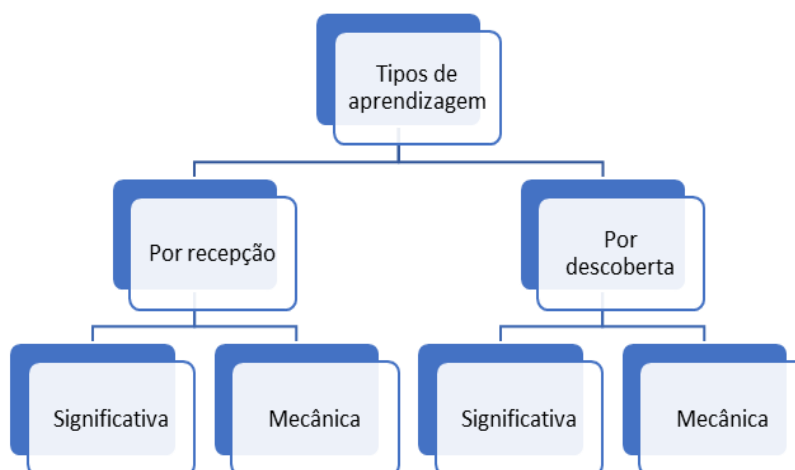 Tipos de
aprendizagem
Por recepção
Por
descoberta
Significativa
Mecânica
Significativa
Mecânica